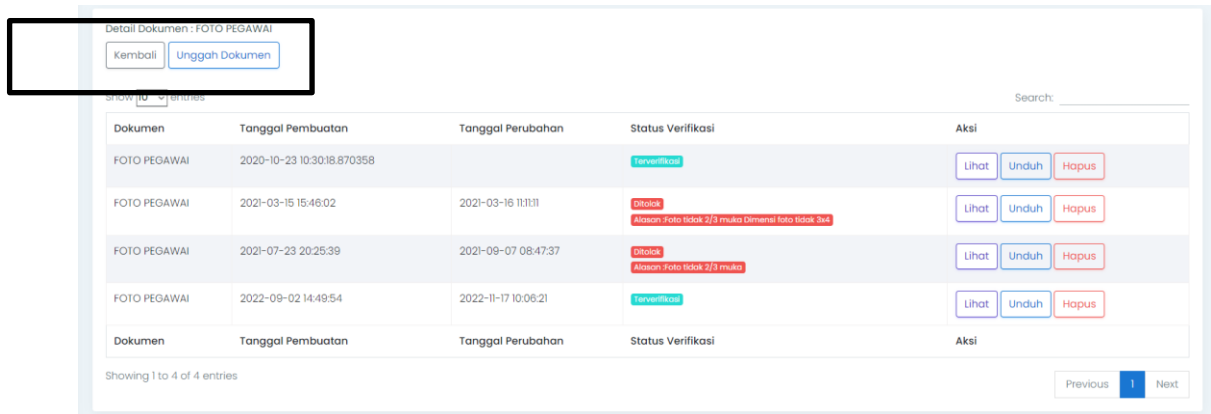 Detail Dokumen : FOTO PEGAWAI
Kembali Unggah Dokumen
Show 10 entries Search:
Dokumen Tanggal Pembuatan Tanggal Perubahan Status Verifikasi Aksi
FOTO PEGAWAI 2020-10-23 10:30:18.870358 Terverifikasi Lihat Unduh Hapus
FOTO PEGAWAI 2021-03-15 15:46:02 2021-03-16 11:11:11 Ditolak Lihat Unduh Hapus
Alasan :Foto tidak 2/3 muka Dimensi foto tidak 3x4
FOTO PEGAWAI 2021-07-23 20:25:39 2021-09-07 08:47:37 Ditolak Lihat Unduh Hapus
Alasan :Foto tidak 2/3 muka
FOTO PEGAWAI 2022-09-02 14:49:54 2022-11-17 10:06:21 Terverifikasi Lihat Unduh Hapus
Dokumen Tanggal Pembuatan Tanggal Perubahan Status Verifikasi Aksi
Showing 1 to 4 of 4 entries
Previous 1 Next